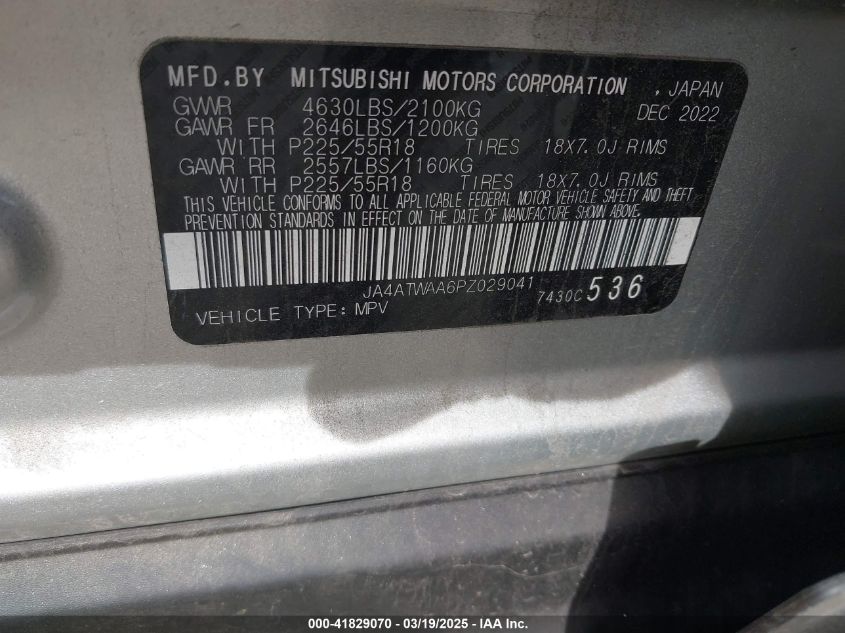 MFD.BY MITSUBISHI MOTORS CORPORATION , JAPAN
GVWR 4630LBS/2100KG DEC 2022
GAWR FR 2646LBS/1200KG
WITH P225/55R18 TIRES 18X7.0J RIMS
GAWR RR 2557LBS/1160KG
WITH P225/55R18 TIRES 18X7.0J RIMS
THIS VEHICLE CONFORMS TO ALL APPLICABLE FEDERAL MOTOR VEHICLE SAFETY AND THEFT
PREVENTION STANDARDS IN EFFECT ON THE DATE OF MANUFACTURE SHOWN ABOVE.
JA4ATWAA6PZ029041 7430C 536
VEHICLE TYPE: MPV
000-41829070 / 03/19/2025 - IAA Inc.